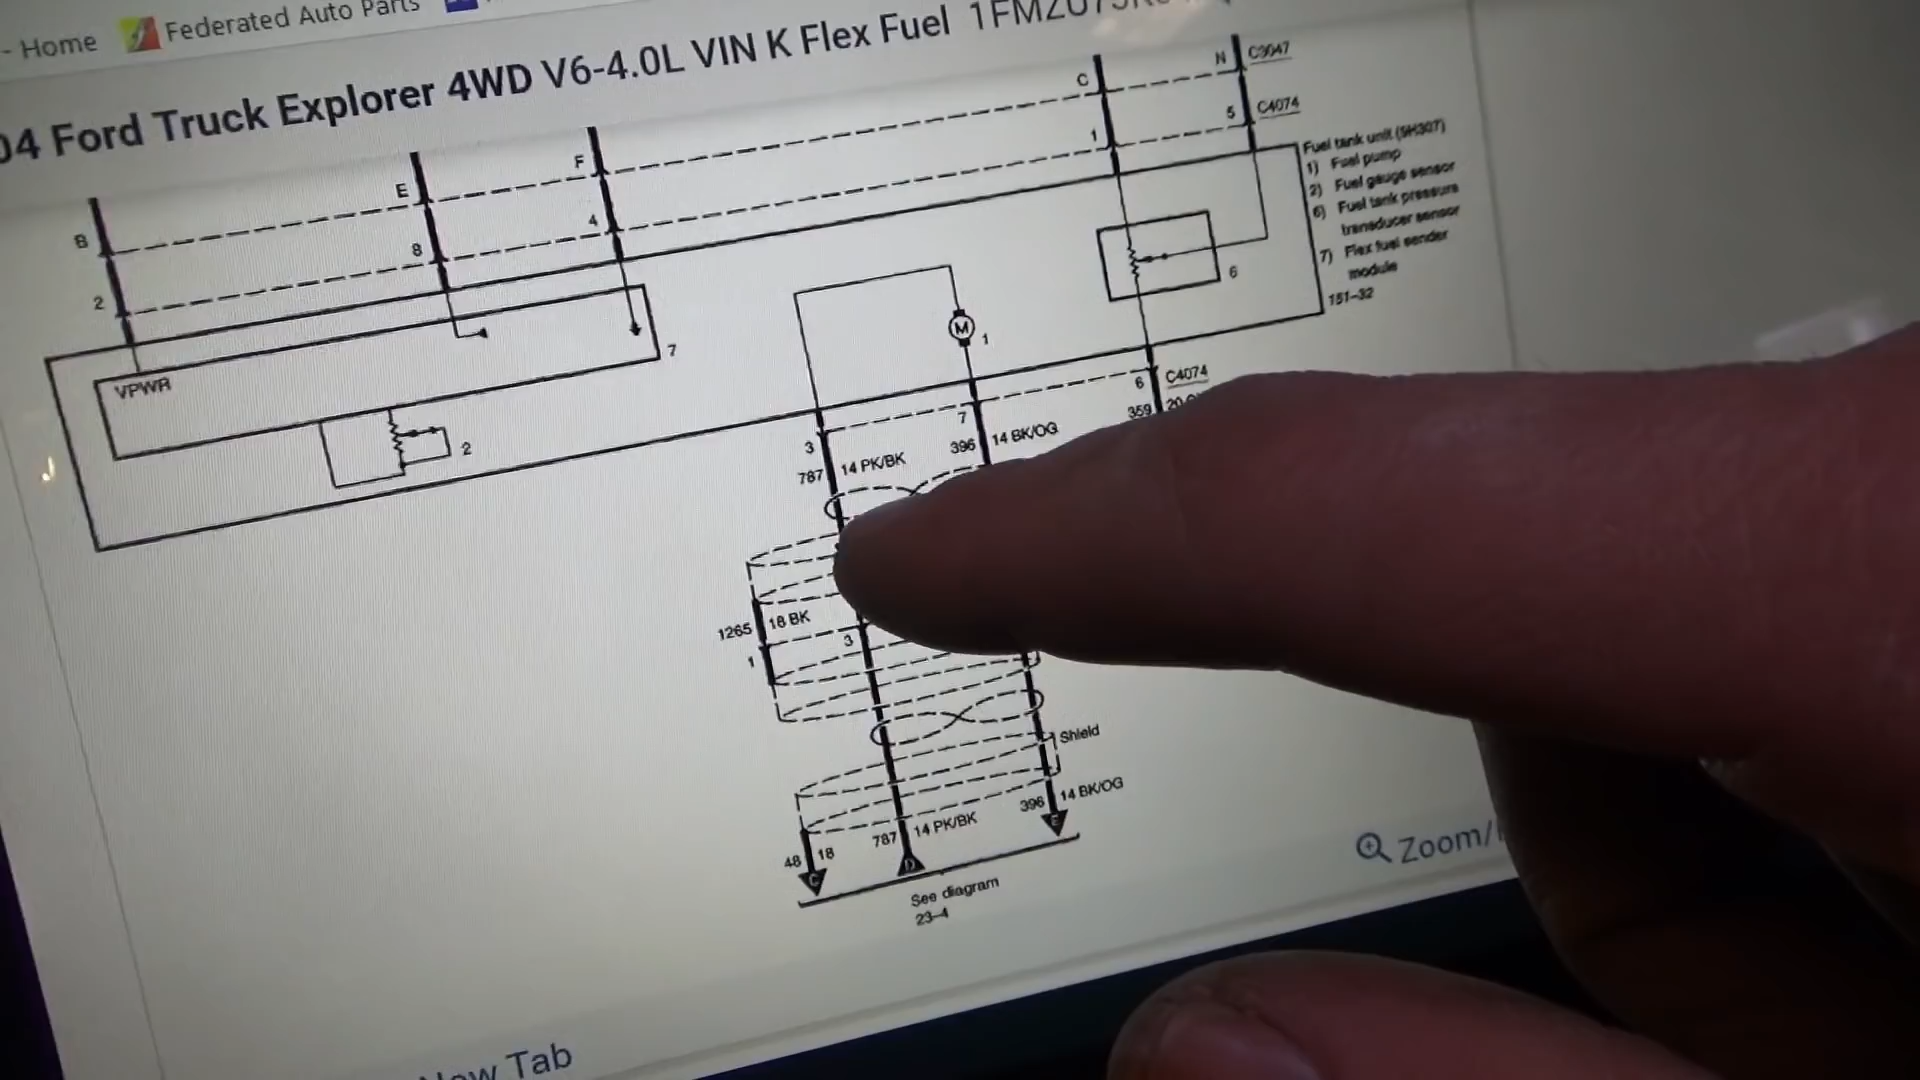 - Home Federated Auto Parts
04 Ford Truck Explorer 4WD V6-4.0L VIN K Flex Fuel
C N C3047
1 5 C4074
B E F
2 8 4
Fuel tank unit (9H307)
1) Fuel pump
2) Fuel gauge sensor
6) Fuel tank pressure
transducer sensor
7) Flex fuel sender
module
151-32
VPWR
7
2
M 1
6
3 7 6 C4074
787 14 PK/BK 396 14 BK/OG 359
1265 18 BK
1 3
Shield
48 18 787 14 PK/BK 396 14 BK/OG
C D E
See diagram
23-4
Zoom/
New Tab